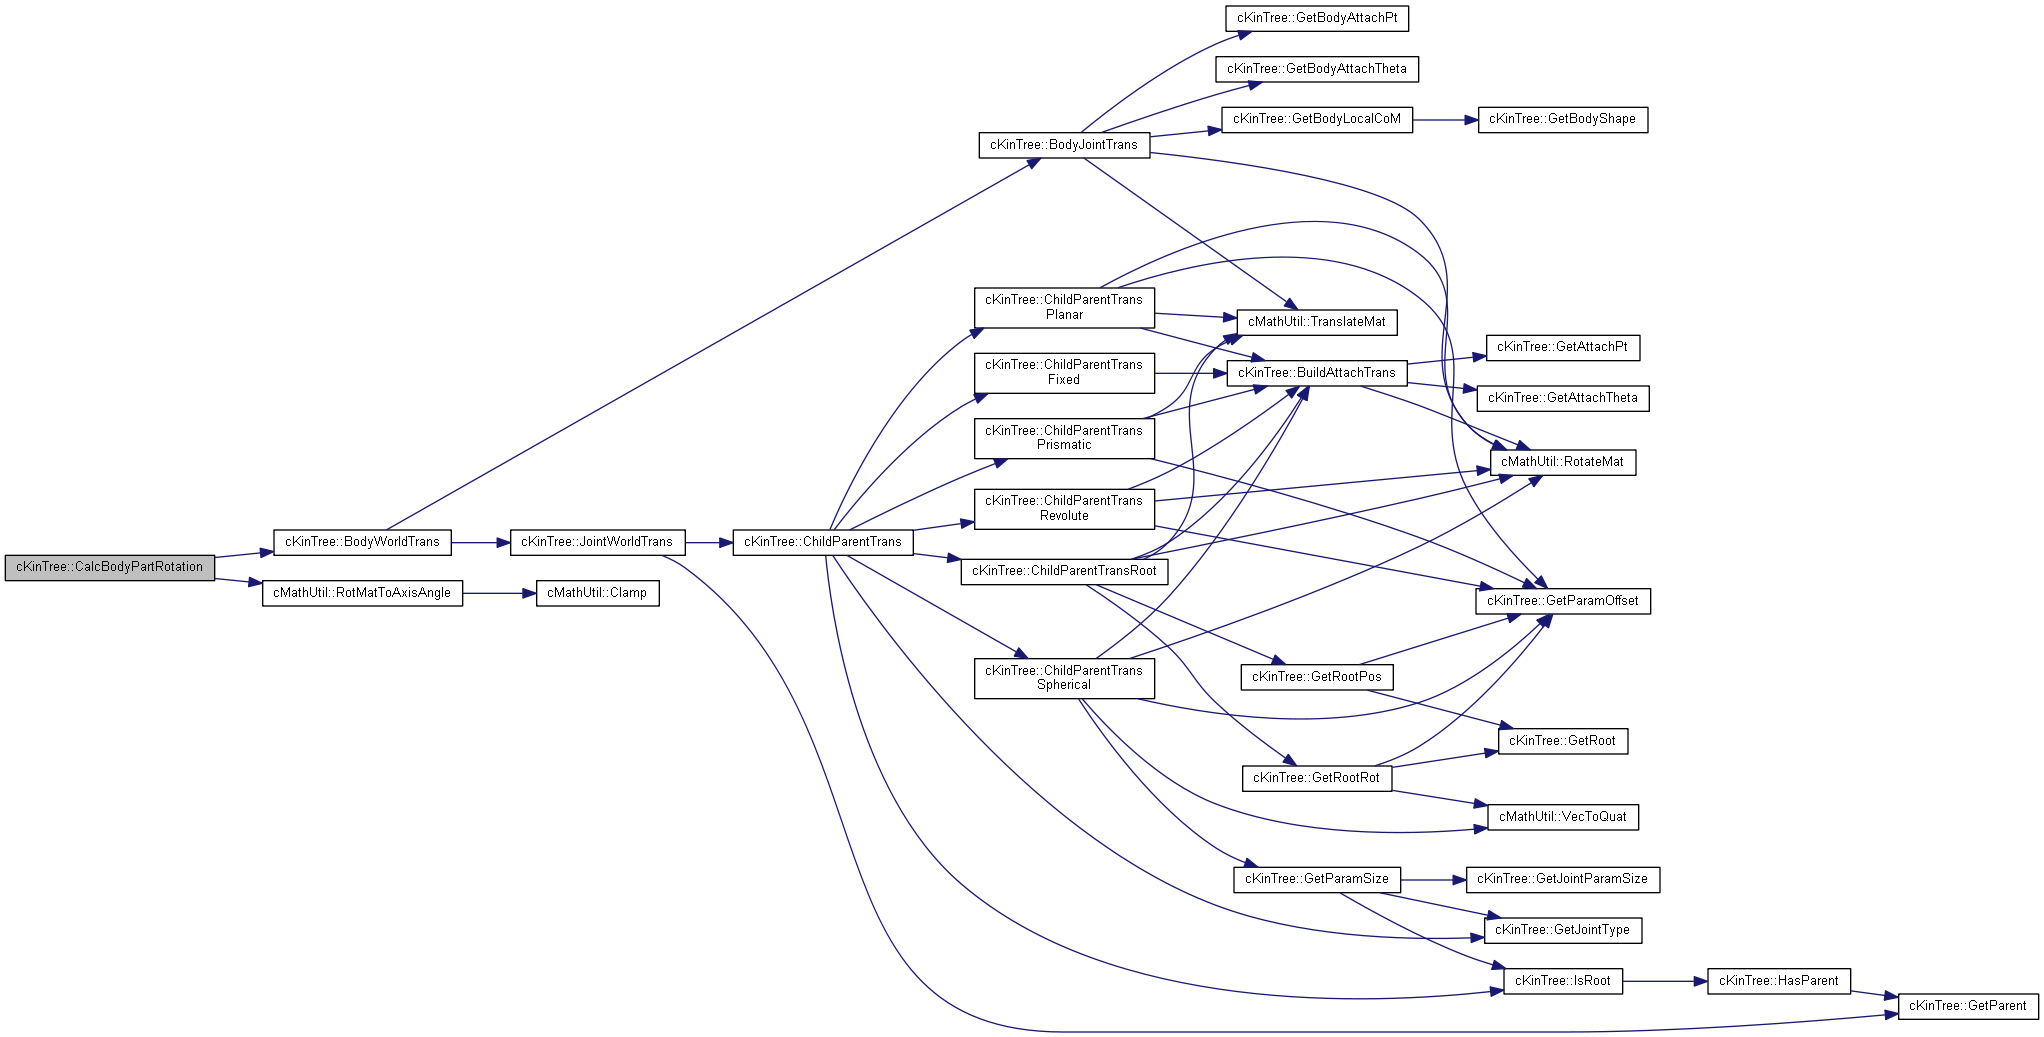 cKinTree::GetBodyAttachPt
cKinTree::GetBodyAttachTheta
cKinTree::GetBodyLocalCoM
cKinTree::GetBodyShape
cKinTree::BodyJointTrans
cKinTree::ChildParentTrans
Planar
cMathUtil::TranslateMat
cKinTree::GetAttachPt
cKinTree::ChildParentTrans
Fixed
cKinTree::BuildAttachTrans
cKinTree::GetAttachTheta
cKinTree::ChildParentTrans
Prismatic
cMathUtil::RotateMat
cKinTree::ChildParentTrans
Revolute
cKinTree::BodyWorldTrans
cKinTree::JointWorldTrans
cKinTree::ChildParentTrans
cKinTree::CalcBodyPartRotation
cKinTree::ChildParentTransRoot
cMathUtil::RotMatToAxisAngle
cMathUtil::Clamp
cKinTree::GetParamOffset
cKinTree::ChildParentTrans
Spherical
cKinTree::GetRootPos
cKinTree::GetRoot
cKinTree::GetRootRot
cMathUtil::VecToQuat
cKinTree::GetParamSize
cKinTree::GetJointParamSize
cKinTree::GetJointType
cKinTree::IsRoot
cKinTree::HasParent
cKinTree::GetParent